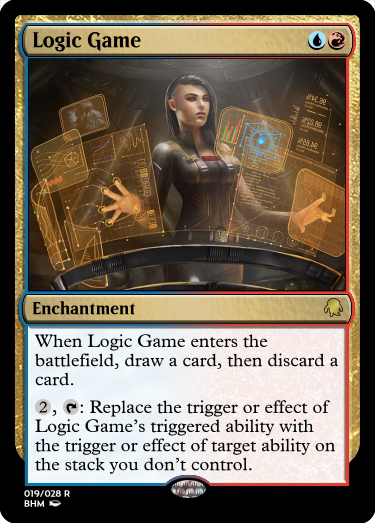 Logic Game
Enchantment
When Logic Game enters the
battlefield, draw a card, then discard a
card.
2, : Replace the trigger or effect of
Logic Game's triggered ability with
the trigger or effect of target ability on
the stack you don't control.
019/028 R
BHM